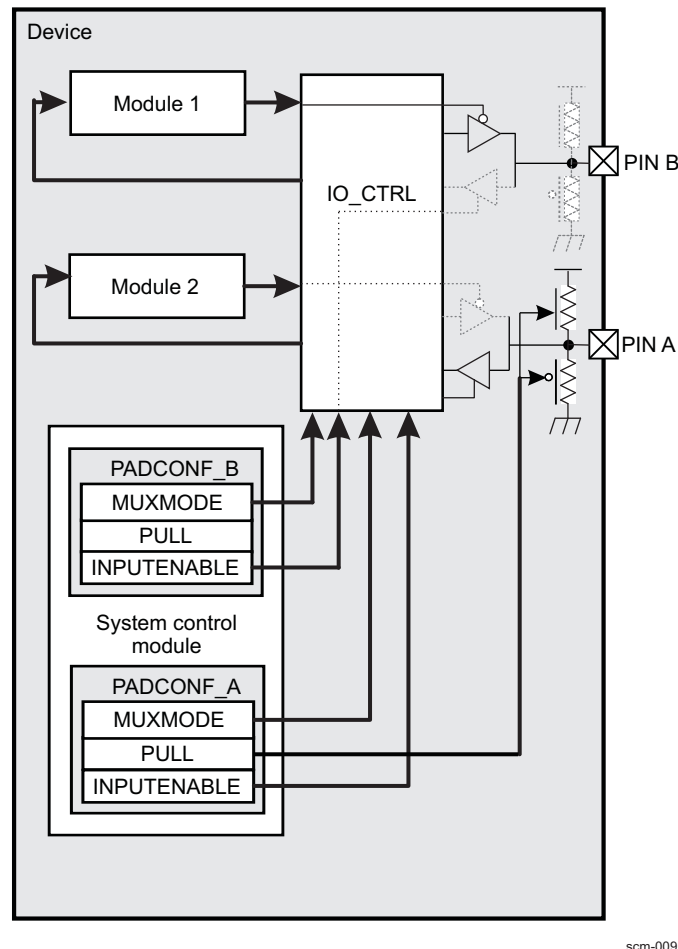 Device
Module 1
IO_CTRL
PIN B
Module 2
PIN A
PADCONF_B
MUXMODE
PULL
INPUTENABLE
System control
module
PADCONF_A
MUXMODE
PULL
INPUTENABLE
scm-009